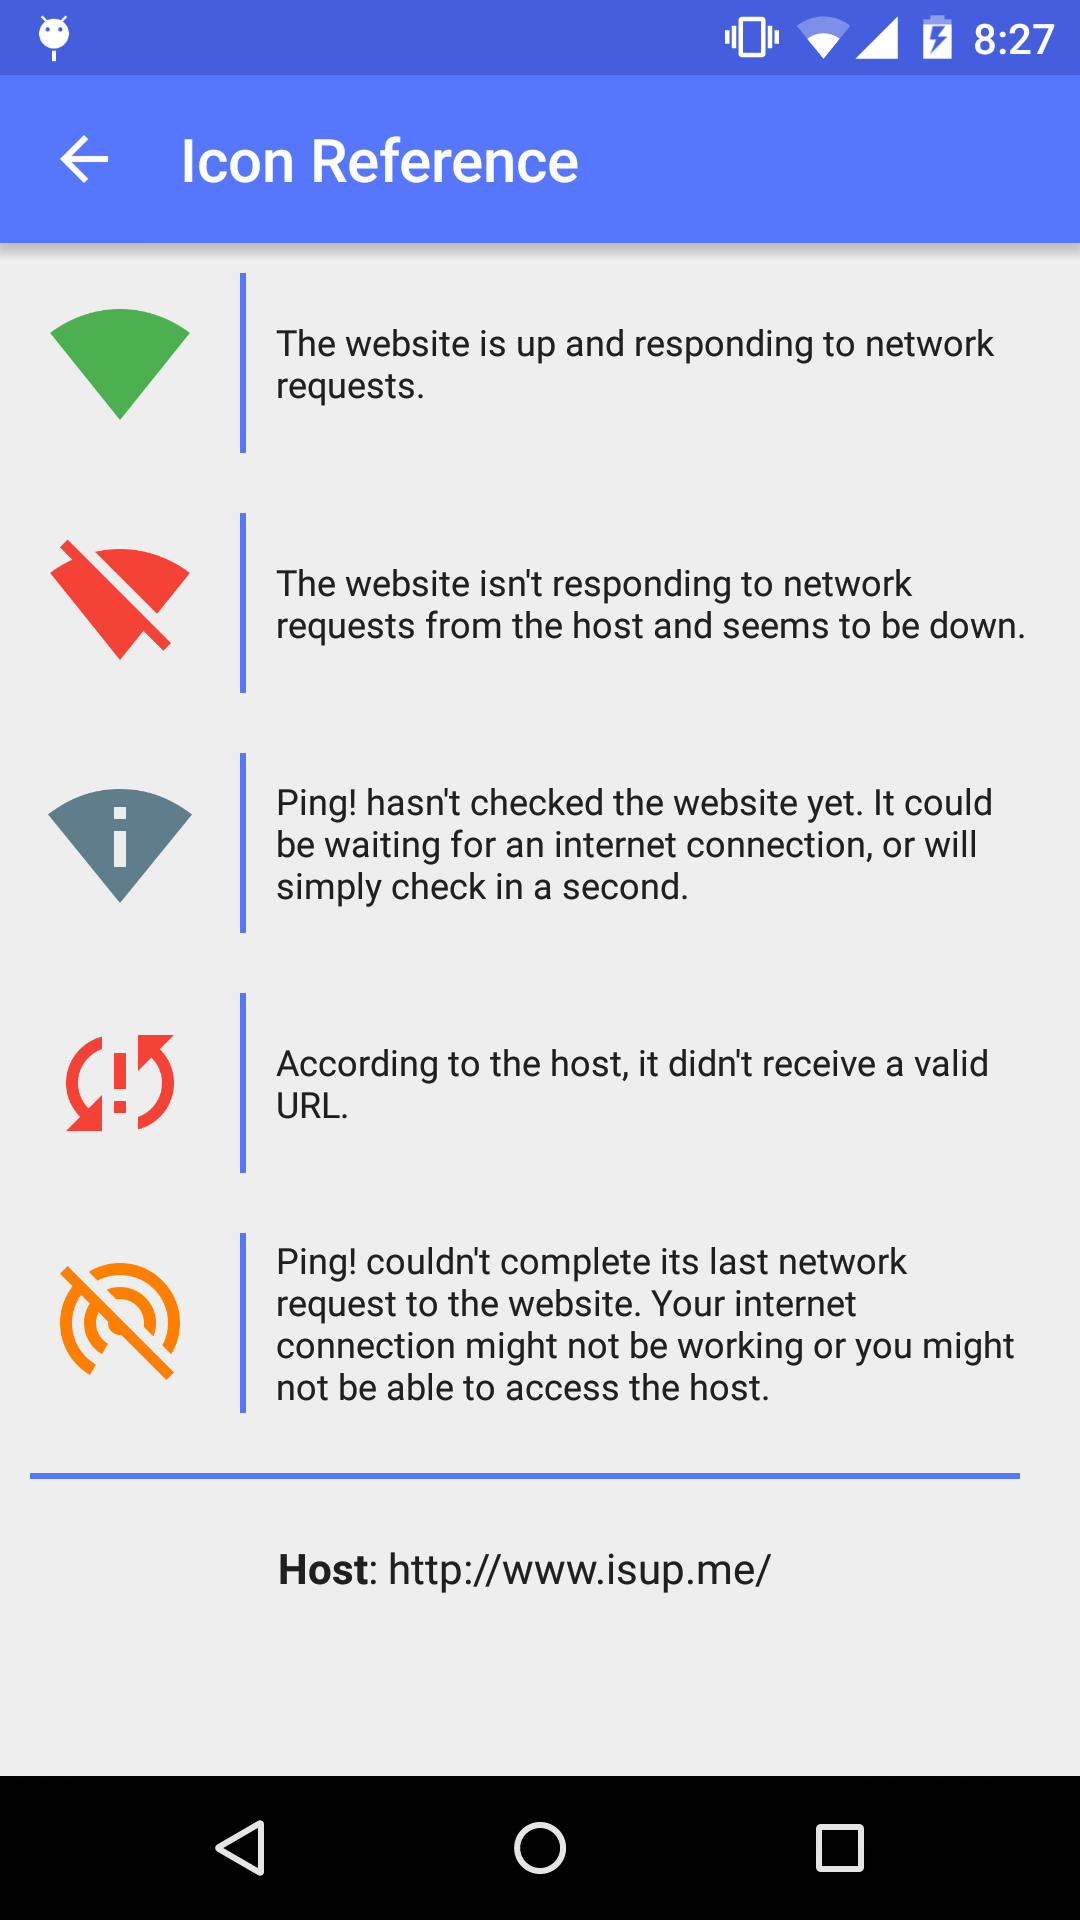 8:27
Icon Reference
The website is up and responding to network
requests.
The website isn't responding to network
requests from the host and seems to be down.
Ping! hasn't checked the website yet. It could
be waiting for an internet connection, or will
simply check in a second.
According to the host, it didn't receive a valid
URL.
Ping! couldn't complete its last network
request to the website. Your internet
connection might not be working or you might
not be able to access the host.
Host: http://www.isup.me/